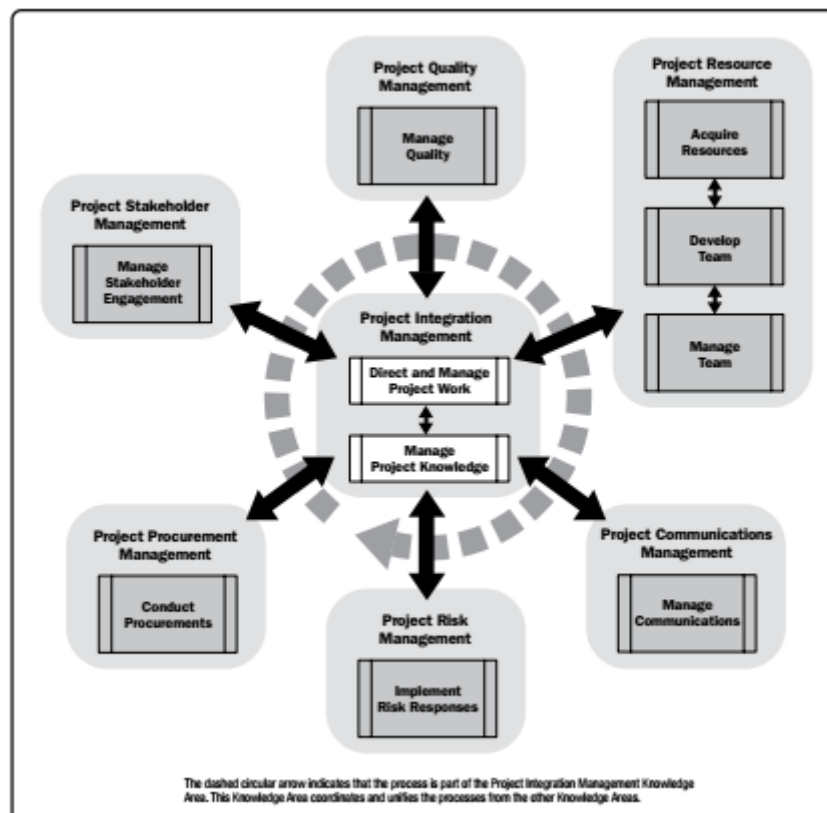 Project Quality
Management
Manage
Quality
Project Resource
Management
Acquire
Resources
Develop
Team
Manage
Team
Project Stakeholder
Management
Manage
Stakeholder
Engagement
Project Integration
Management
Direct and Manage
Project Work
Manage
Project Knowledge
Project Procurement
Management
Conduct
Procurements
Project Communications
Management
Manage
Communications
Project Risk
Management
Implement
Risk Responses
The dashed circular arrow indicates that the process is part of the Project Integration Management Knowledge
Area. This Knowledge Area coordinates and unifies the processes from the other Knowledge Areas.